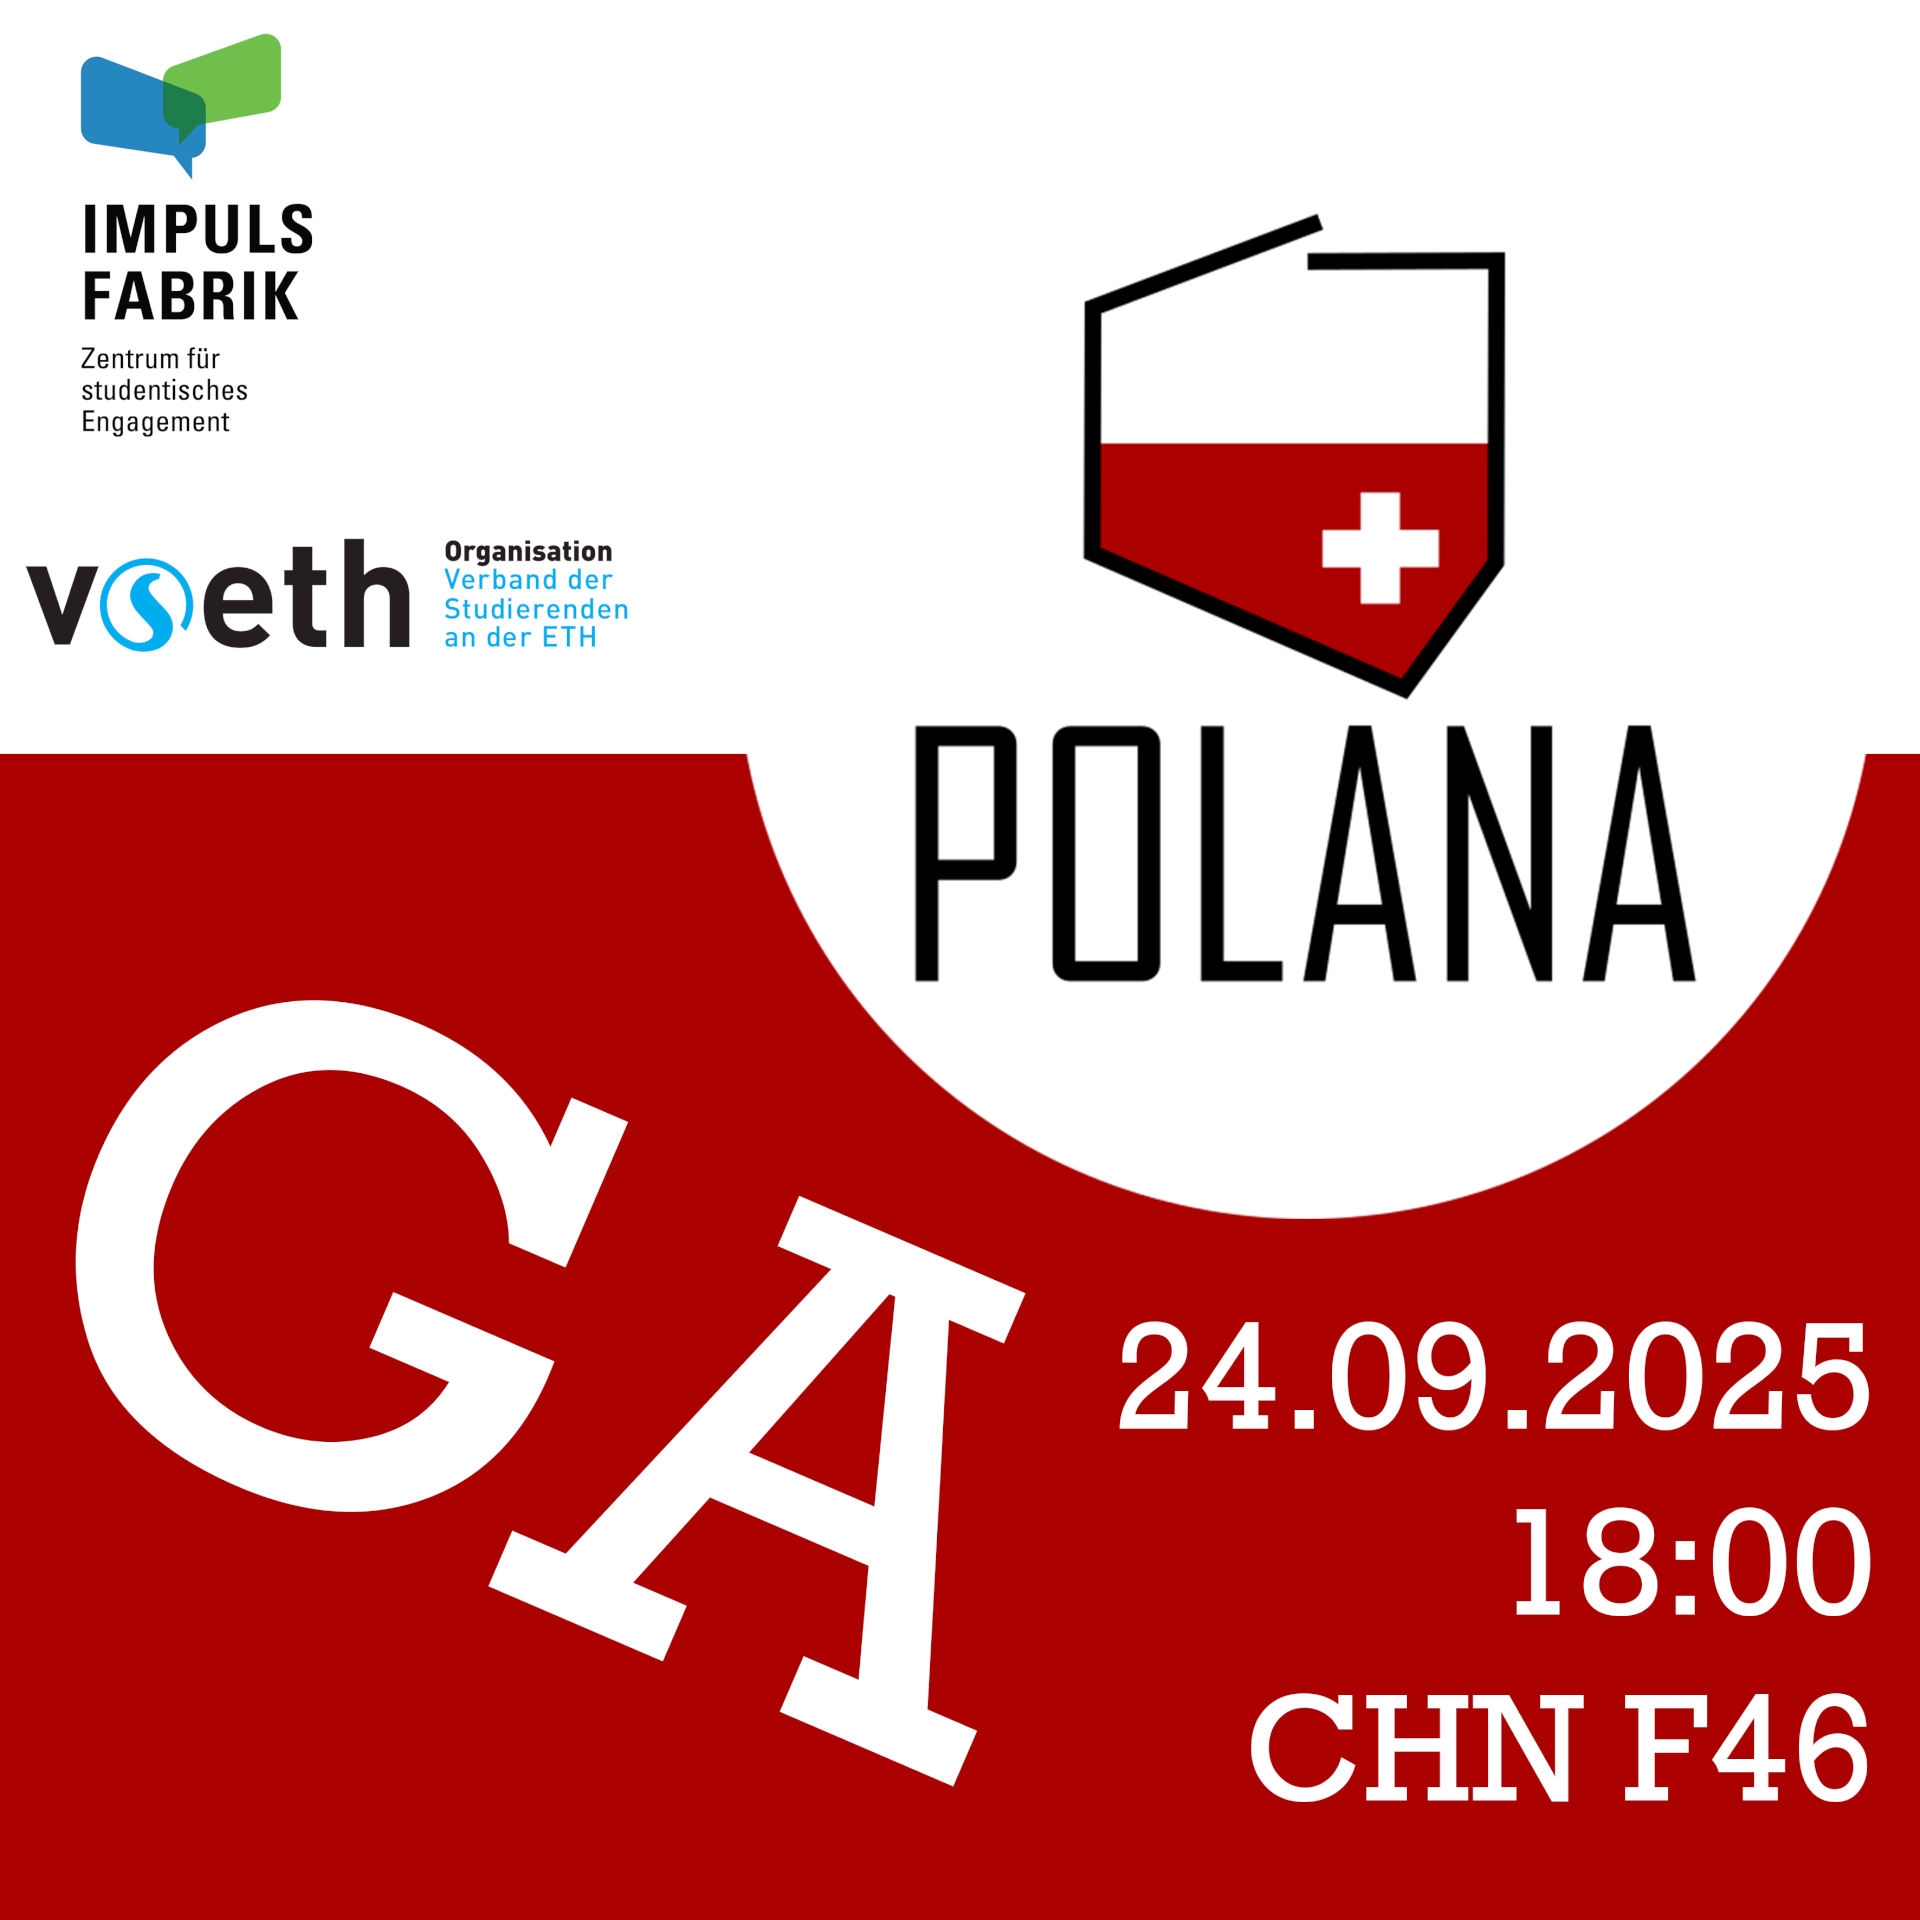 IMPULS
FABRIK
Zentrum für
studentisches
Engagement
vseth
Organisation
Verband der
Studierenden
an der ETH
POLANA
GA
24.09.2025
18:00
CHN F46